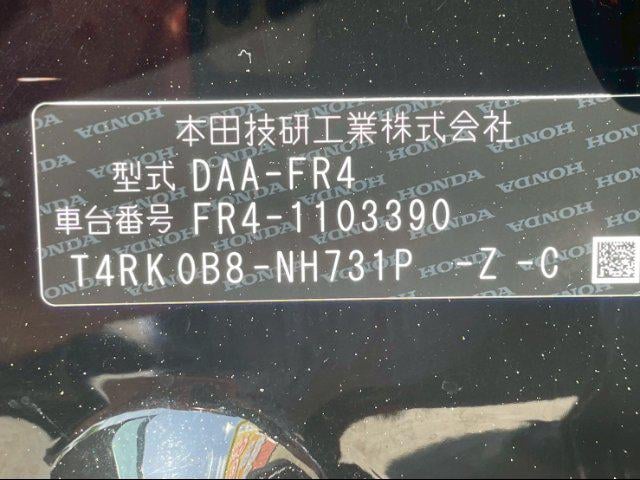 本田技研工業株式会社
型式 DAA-FR4
車台番号 FR4-1103390
T4RK0B8-NH731P -Z -C